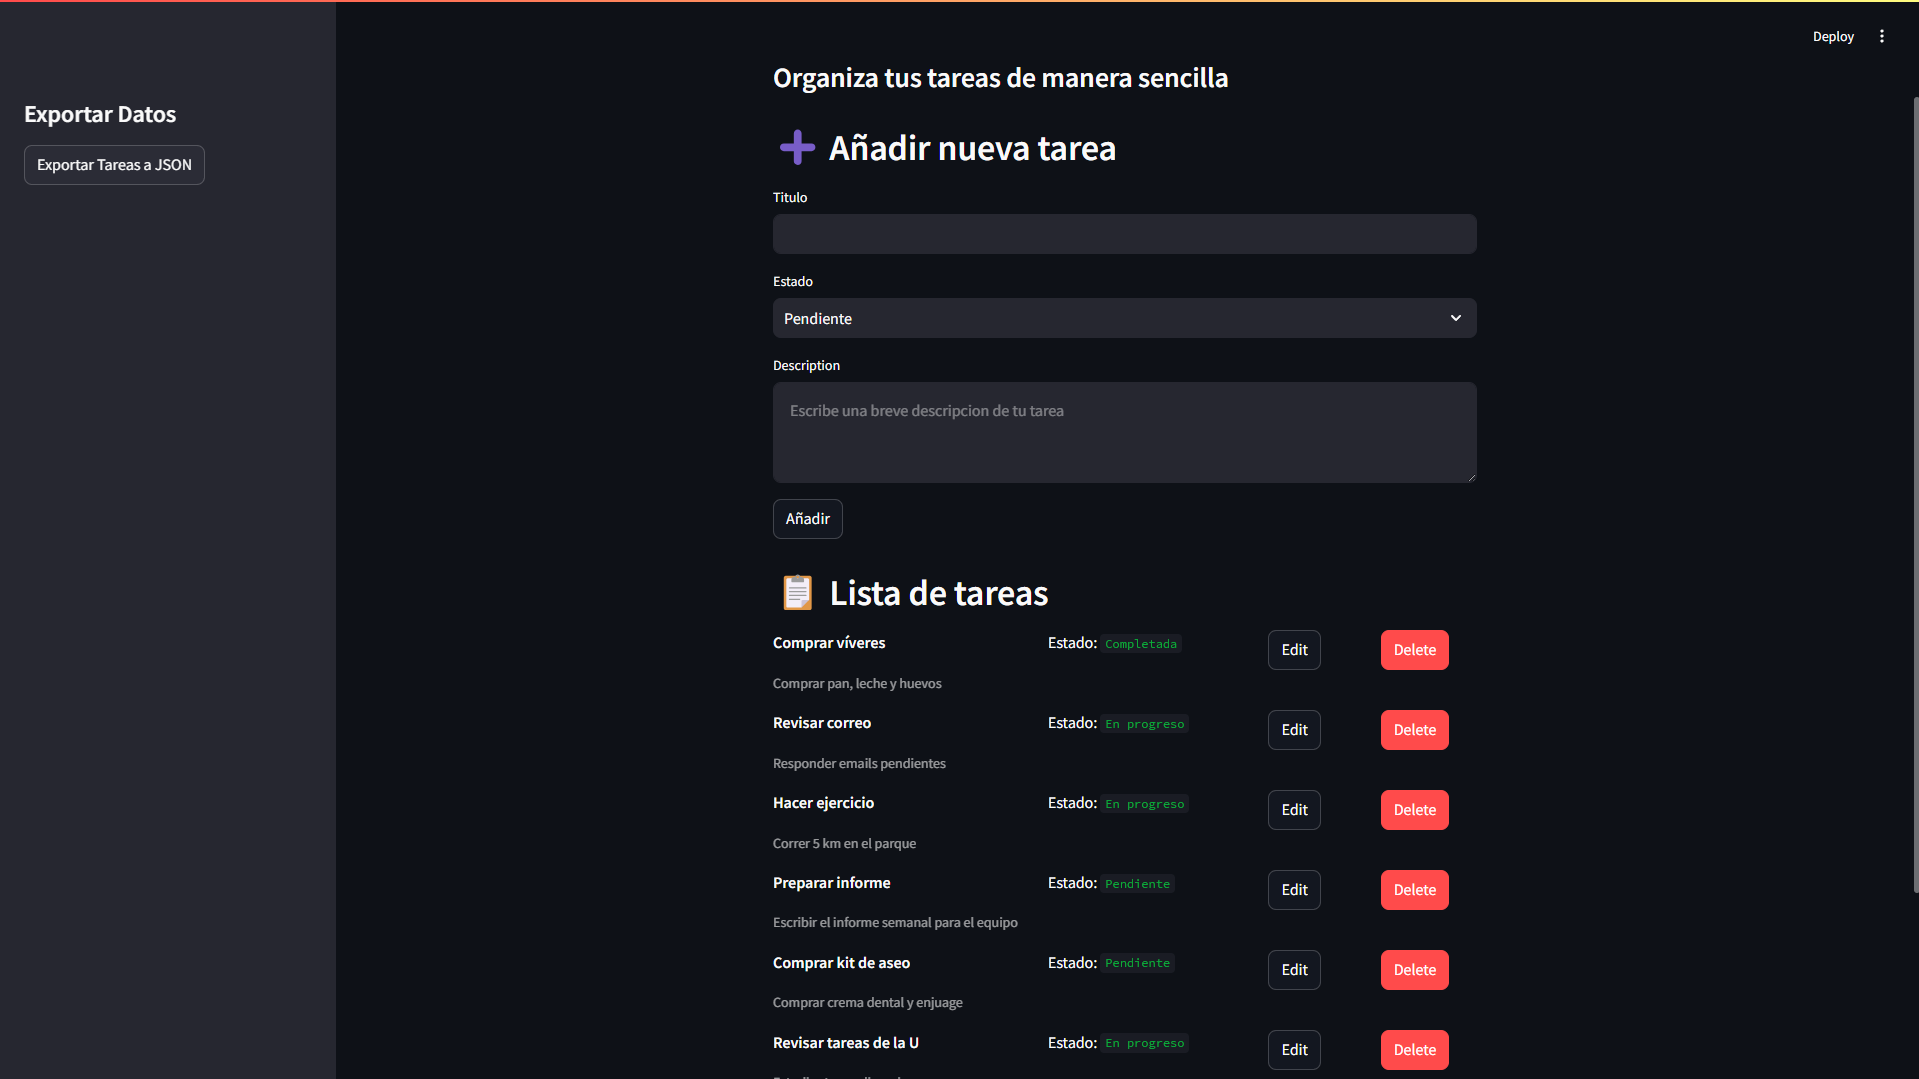 Deploy
Exportar Datos
Exportar Tareas a JSON
Organiza tus tareas de manera sencilla
Añadir nueva tarea
Titulo
Estado
Pendiente
Description
Escribe una breve descripcion de tu tarea
Añadir
Lista de tareas
Comprar víveres Estado: Completada Edit Delete
Comprar pan, leche y huevos
Revisar correo Estado: En progreso Edit Delete
Responder emails pendientes
Hacer ejercicio Estado: En progreso Edit Delete
Correr 5 km en el parque
Preparar informe Estado: Pendiente Edit Delete
Escribir el informe semanal para el equipo
Comprar kit de aseo Estado: Pendiente Edit Delete
Comprar crema dental y enjuage
Revisar tareas de la U Estado: En progreso Edit Delete